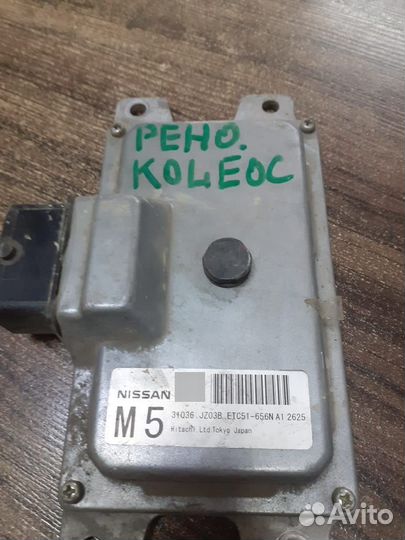 РЕНО.
KOLEOC
NISSAN
M5
31036 JZ03B ETC51-656N A1 2625
Hitachi Ltd.Tokyo Japan
Avito